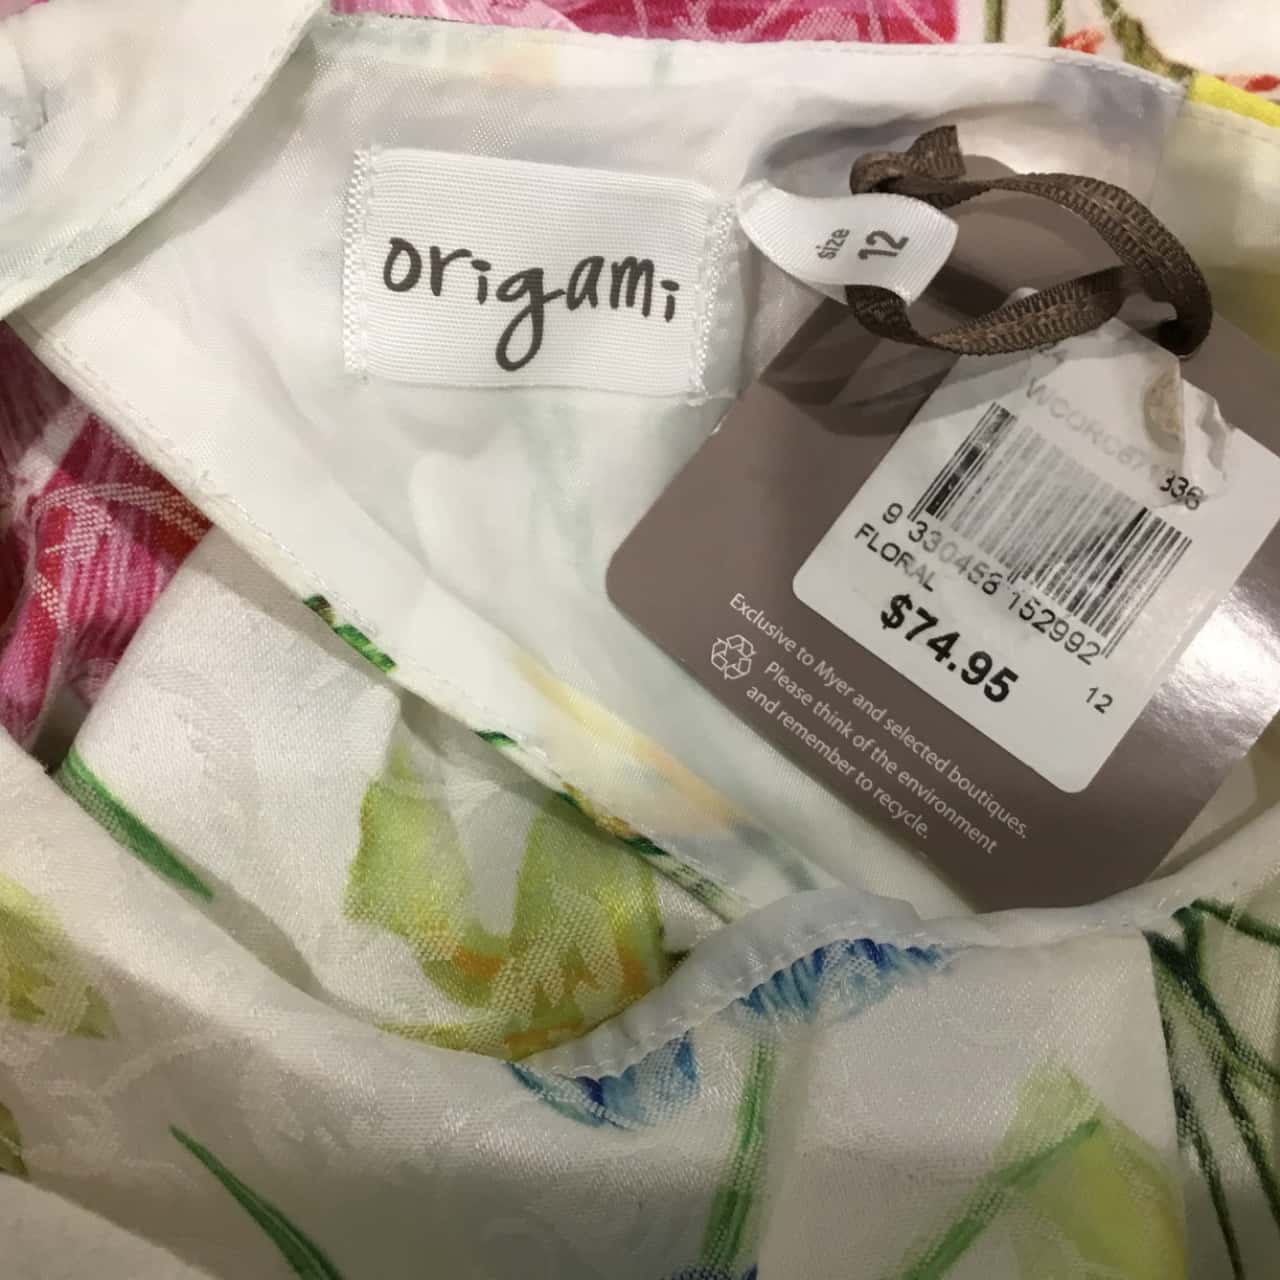 origami
size
12
WCORC671336
9 330458 152992
FLORAL
12
$74.95
Exclusive to Myer and selected boutiques.
Please think of the environment
and remember to recycle.